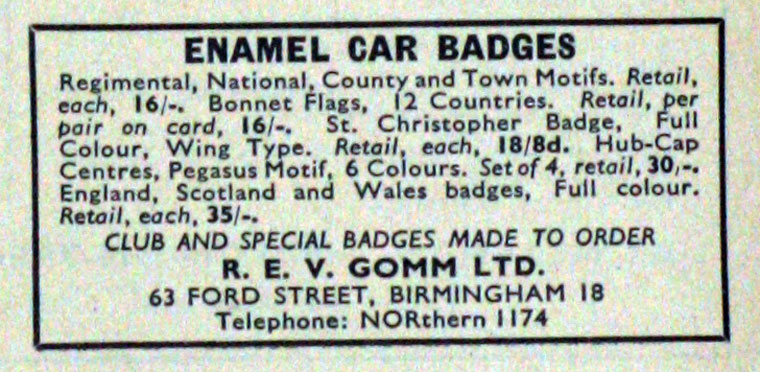 ENAMEL CAR BADGES
Regimental, National, County and Town Motifs. Retail,
each, 16/-. Bonnet Flags, 12 Countries. Retail, per
pair on card, 16/-. St. Christopher Badge, Full
Colour, Wing Type. Retail, each, 18/8d. Hub-Cap
Centres, Pegasus Motif, 6 Colours. Set of 4, retail, 30,-.
England, Scotland and Wales badges, Full colour.
Retail, each, 35/-.
CLUB AND SPECIAL BADGES MADE TO ORDER
R. E. V. GOMM LTD.
63 FORD STREET, BIRMINGHAM 18
Telephone: NORthern 1174